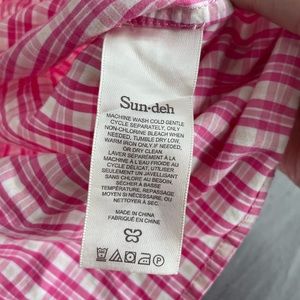 Sun•deh
MACHINE WASH COLD GENTLE
CYCLE SEPARATELY, ONLY
NON-CHLORINE BLEACH WHEN
NEEDED, TUMBLE DRY LOW,
WARM IRON ONLY IF NEEDED,
OR DRY CLEAN.
LAVER SÉPARÉMENT À LA
MACHINE À L'EAU FROIDE AU
CYCLE DÉLICAT, UTILISER
SEULEMENT UN JAVELLISANT
SANS CHLORE AU BESOIN,
SÉCHER À BASSE
TEMPÉRATURE, REPASSAGE
MOYEN SI NÉCESSAIRE, OU
NETTOYAGE À SEC.
MADE IN CHINA
FABRIQUÉ EN CHINE
P